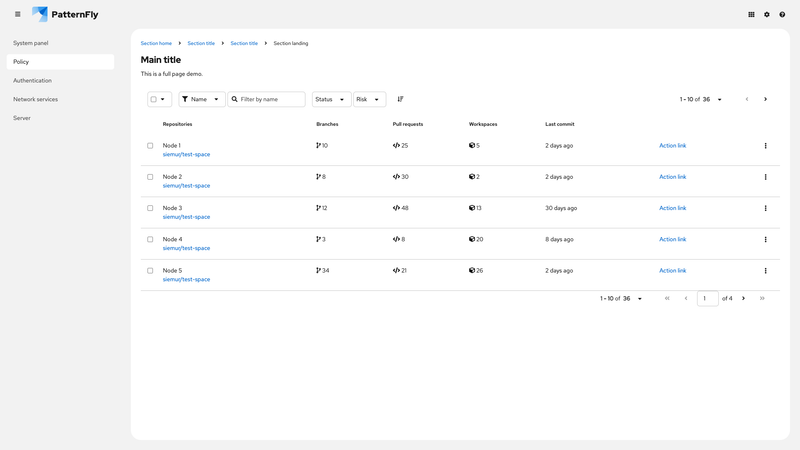 PatternFly
System panel
Policy
Authentication
Network services
Server
Section home Section title Section title Section landing
Main title
This is a full page demo.
Name Filter by name Status Risk 1 - 10 of 36
Repositories Branches Pull requests Workspaces Last commit
Node 1 10 25 5 2 days ago Action link
siemur/test-space
Node 2 8 30 2 2 days ago Action link
siemur/test-space
Node 3 12 48 13 30 days ago Action link
siemur/test-space
Node 4 3 8 20 8 days ago Action link
siemur/test-space
Node 5 34 21 26 2 days ago Action link
siemur/test-space
1 - 10 of 36 1 of 4